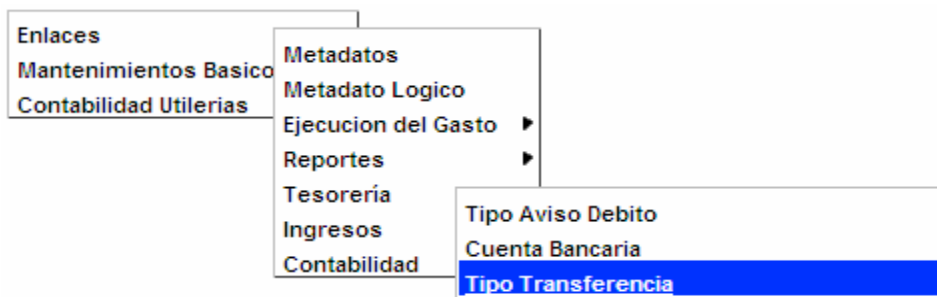 Enlaces
Mantenimientos Basico
Contabilidad Utilerias
Metadatos
Metadato Logico
Ejecucion del Gasto
Reportes
Tesorería
Ingresos
Contabilidad
Tipo Aviso Debito
Cuenta Bancaria
Tipo Transferencia